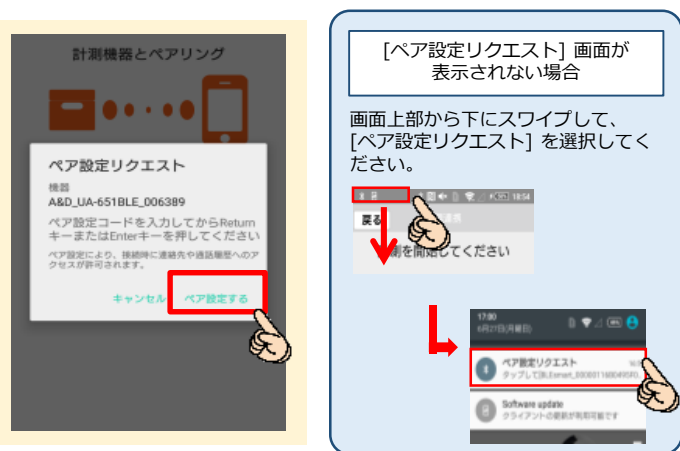 計測機器とペアリング
ペア設定リクエスト
機器
A&D_UA-651BLE_006389
ペア設定コードを入力してからReturn
キーまたはEnterキーを押してください
ペア設定により、接続時に連絡先や通話履歴へのア
クセスが許可されます。
キャンセル ペア設定する
[ペア設定リクエスト] 画面が
表示されない場合
画面上部から下にスワイプして、
[ペア設定リクエスト] を選択してく
ださい。
18:54
戻る
を開始してください
17:00
6月27日(月曜日)
ペア設定リクエスト
Software update
クライアントの更新が利用可能です